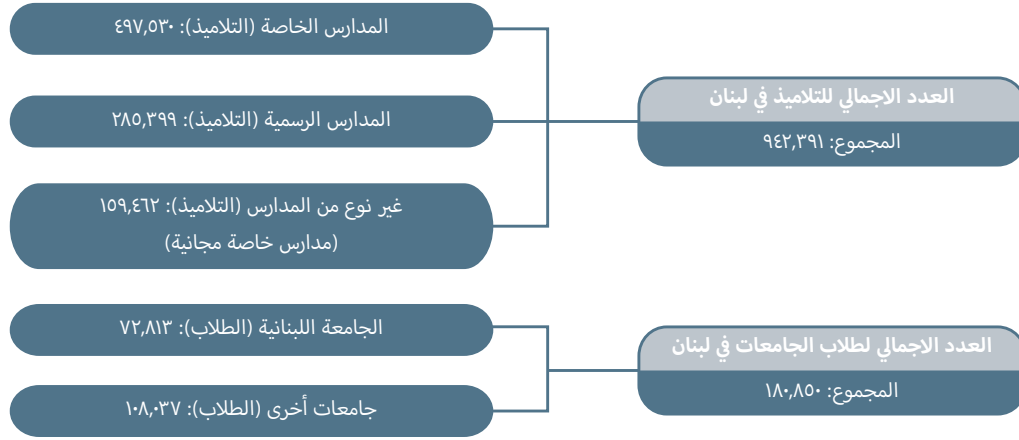 العدد الاجمالي للتلاميذ في لبنان
المجموع: ٩٤٢,٣٩١
المدارس الخاصة (التلاميذ): ٤٩٧,٥٣٠
المدارس الرسمية (التلاميذ): ٢٨٥,٣٩٩
غير نوع من المدارس (التلاميذ): ١٥٩,٤٦٢
(مدارس خاصة مجانية)
العدد الاجمالي لطلاب الجامعات في لبنان
المجموع: ١٨٠,٨٥٠
الجامعة اللبنانية (الطلاب): ٧٢,٨١٣
جامعات أخرى (الطلاب): ١٠٨,٠٣٧